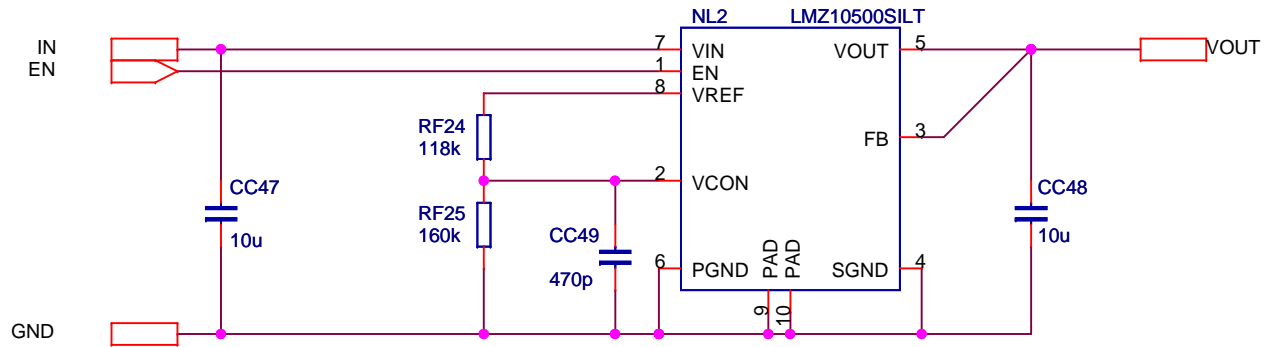 NL2 LMZ10500SILT
IN 7 VIN VOUT 5 VOUT
EN 1 EN
8 VREF
RF24
118k
3
FB
2 VCON
CC47
10u
RF25
160k
CC49
470p
CC48
10u
6 PGND PAD PAD SGND 4
9 10
GND